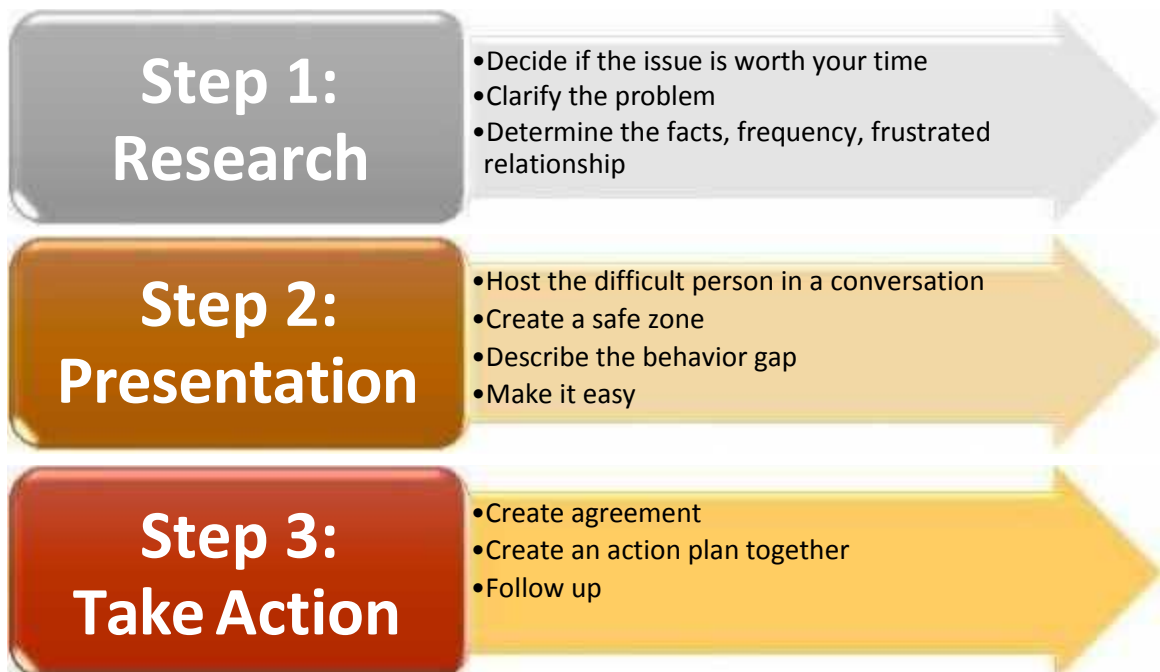 Step 1:
Research
•Decide if the issue is worth your time
•Clarify the problem
•Determine the facts, frequency, frustrated
relationship
Step 2:
Presentation
•Host the difficult person in a conversation
•Create a safe zone
•Describe the behavior gap
•Make it easy
Step 3:
Take Action
•Create agreement
•Create an action plan together
•Follow up